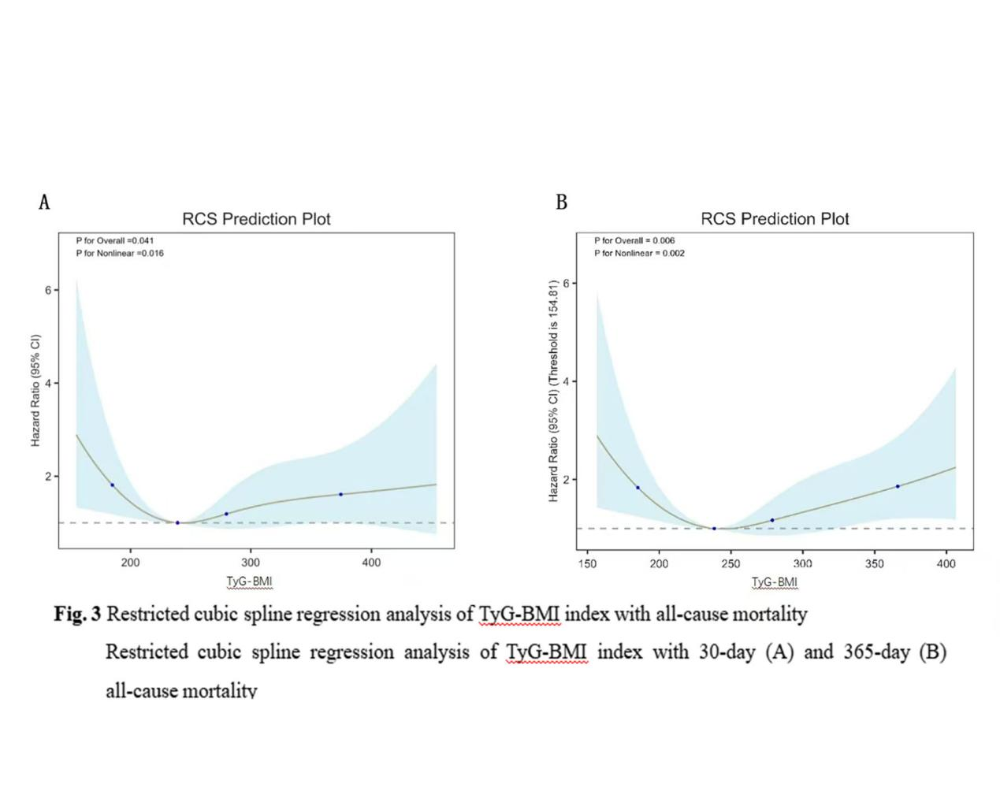 A
B
RCS Prediction Plot
P for Overall =0.041
P for Nonlinear =0.016
6
4
2
Hazard Ratio (95% CI)
200
300
400
TyG-BMI
RCS Prediction Plot
P for Overall = 0.006
P for Nonlinear = 0.002
6
4
2
Hazard Ratio (95% CI) (Threshold is 154.81)
150
200
250
300
350
400
TyG-BMI
Fig. 3 Restricted cubic spline regression analysis of TyG-BMI index with all-cause mortality
Restricted cubic spline regression analysis of TyG-BMI index with 30-day (A) and 365-day (B)
all-cause mortality